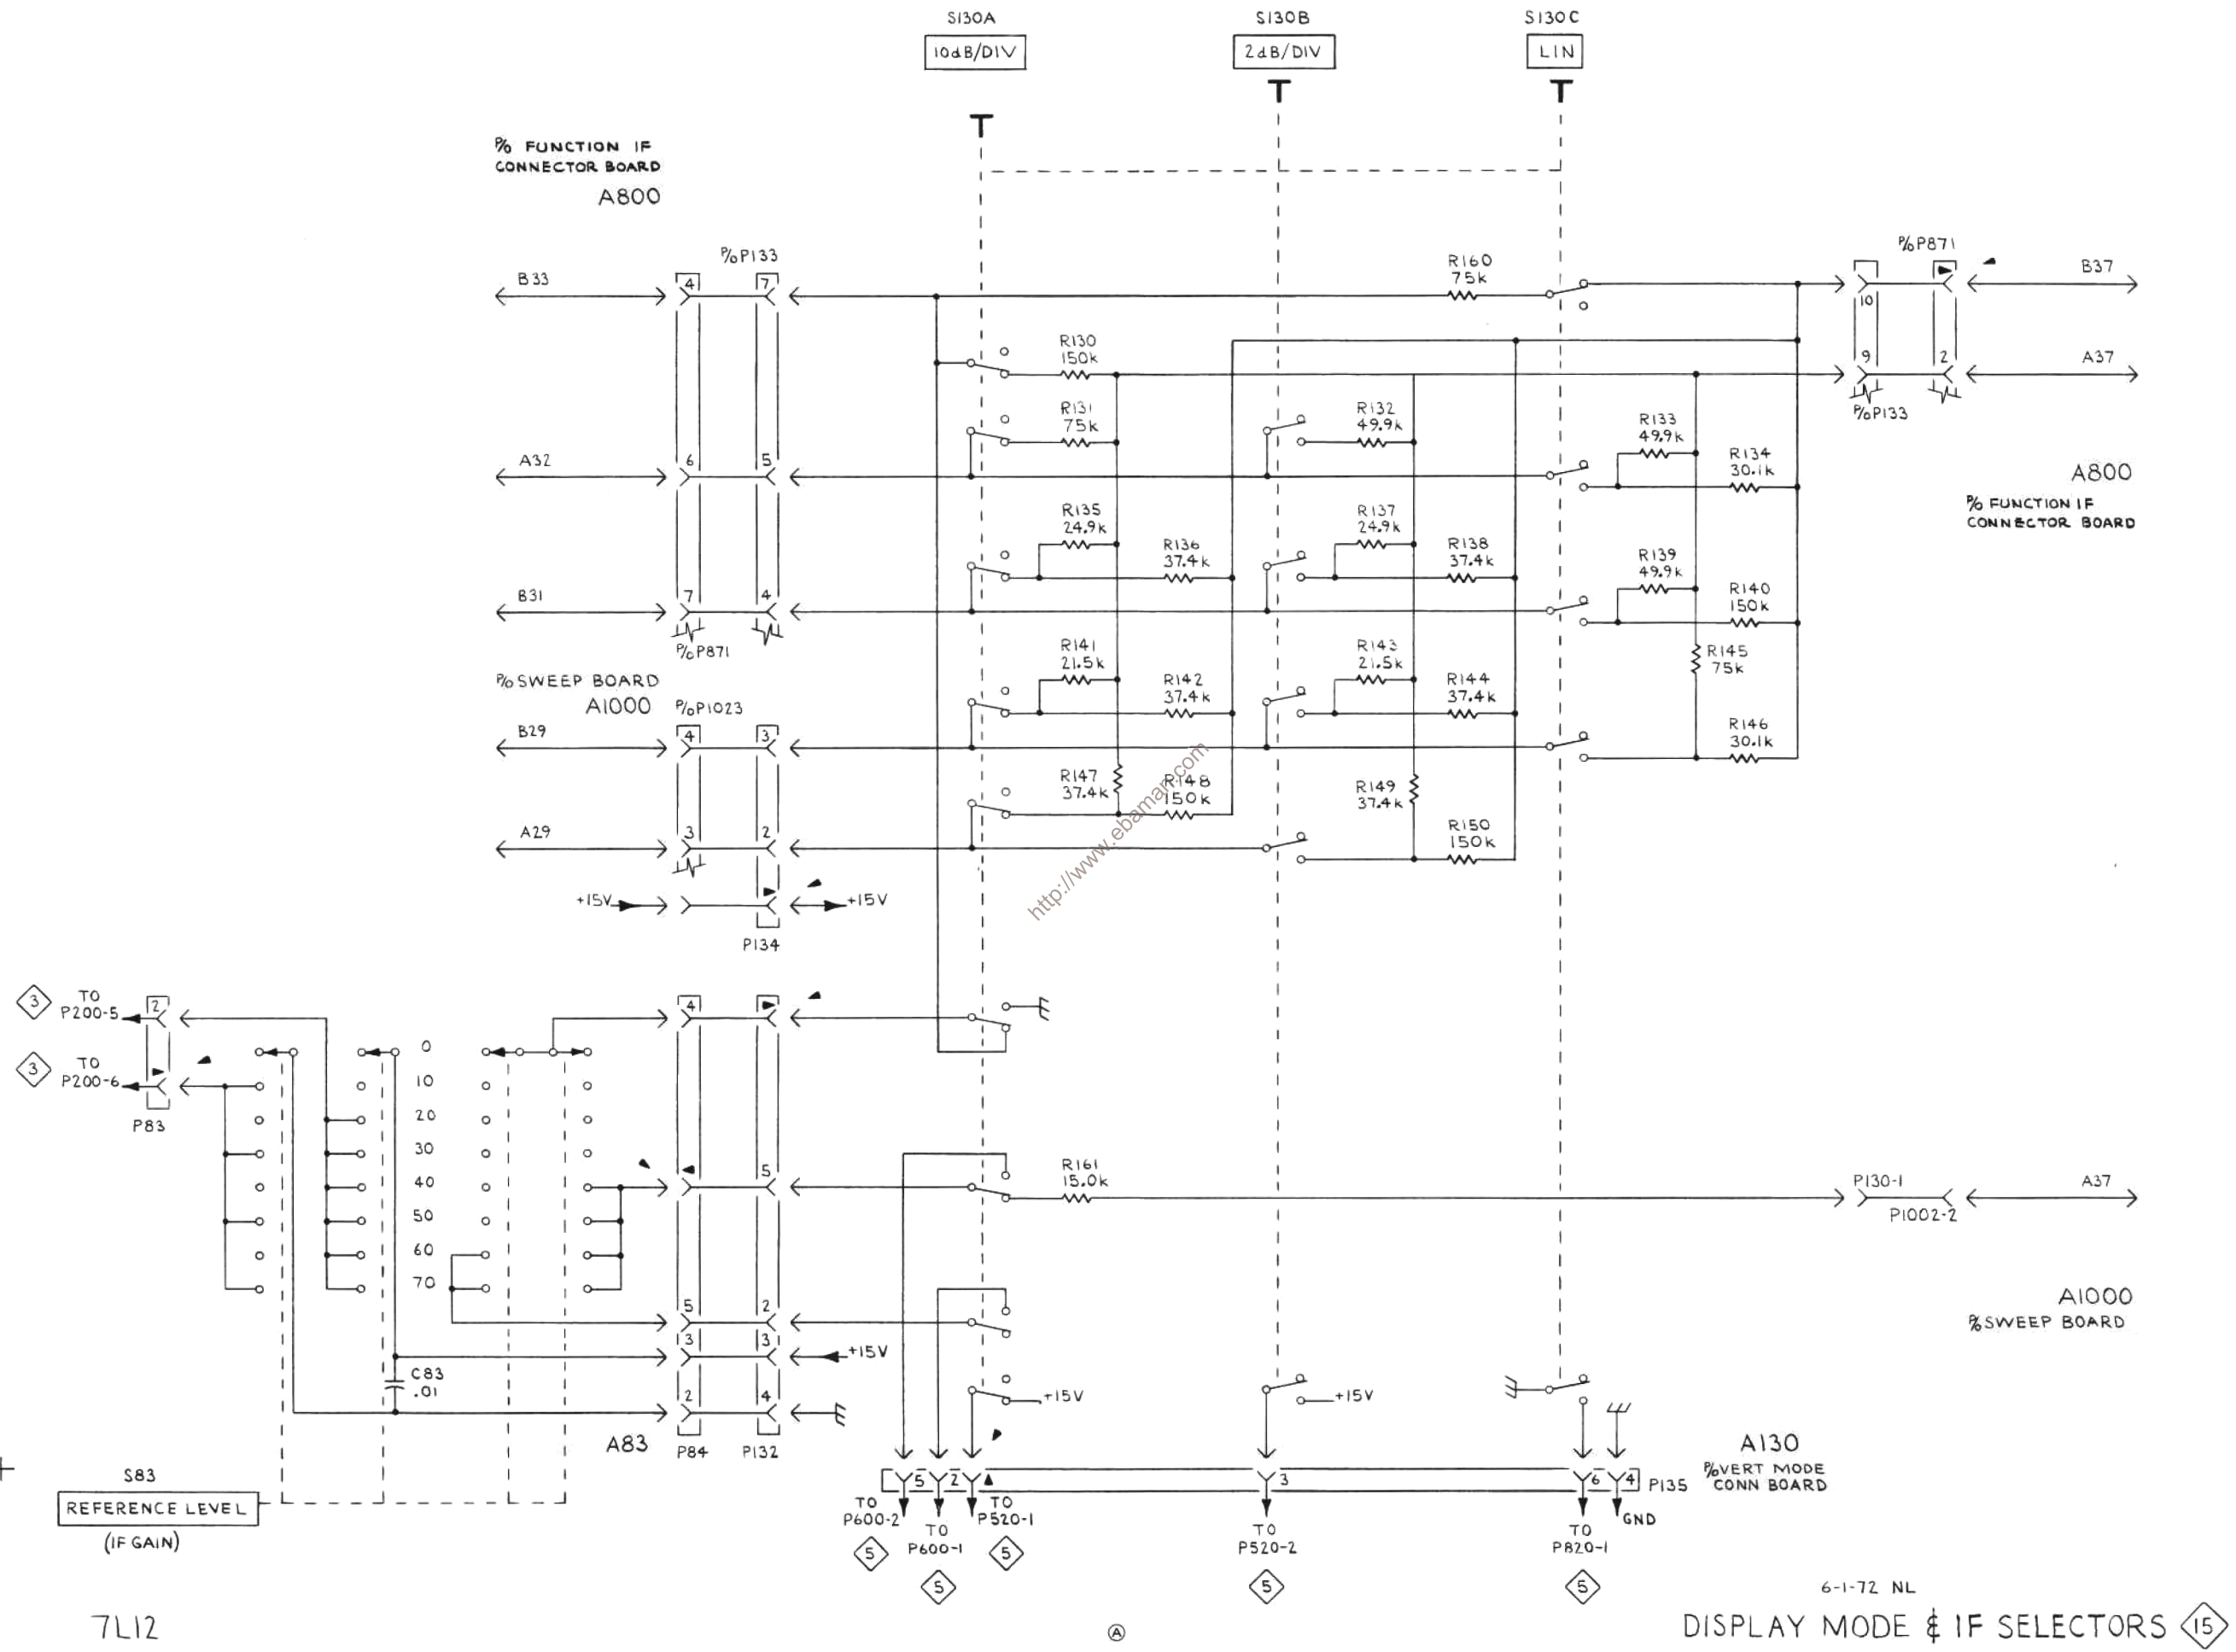 S130A
S130B
S130C
10dB/DIV
2dB/DIV
LIN
P/O FUNCTION IF
CONNECTOR BOARD
A800
P/O P133
B33
4
7
R160
75k
P/O P871
B37
10
R130
150k
9
2
A37
P/O P133
R131
75k
R132
49.9k
R133
49.9k
R134
30.1k
A800
P/O FUNCTION IF
CONNECTOR BOARD
A32
6
5
R135
24.9k
R136
37.4k
R137
24.9k
R138
37.4k
R139
49.9k
R140
150k
B31
7
4
P/O P871
R141
21.5k
R142
37.4k
R143
21.5k
R144
37.4k
R145
75k
P/O SWEEP BOARD
A1000
P/O P1023
B29
4
3
R146
30.1k
R147
37.4k
R148
150k
R149
37.4k
R150
150k
A29
3
2
http://www.ebaman.com
+15V
+15V
P134
3
TO
P200-5
2
4
3
TO
P200-6
P83
0
10
20
30
40
50
60
70
5
R161
15.0k
P130-1
P1002-2
A37
A1000
P/O SWEEP BOARD
5
2
3
3
+15V
C83
.01
2
4
+15V
+15V
A83
P84
P132
A130
P/O VERT MODE
CONN BOARD
S83
REFERENCE LEVEL
(IF GAIN)
5
2
3
6
4
P135
TO
P600-2
5
TO
P600-1
5
TO
P520-1
5
TO
P520-2
5
TO
P820-1
5
GND
6-1-72 NL
7L12
A
DISPLAY MODE & IF SELECTORS
15